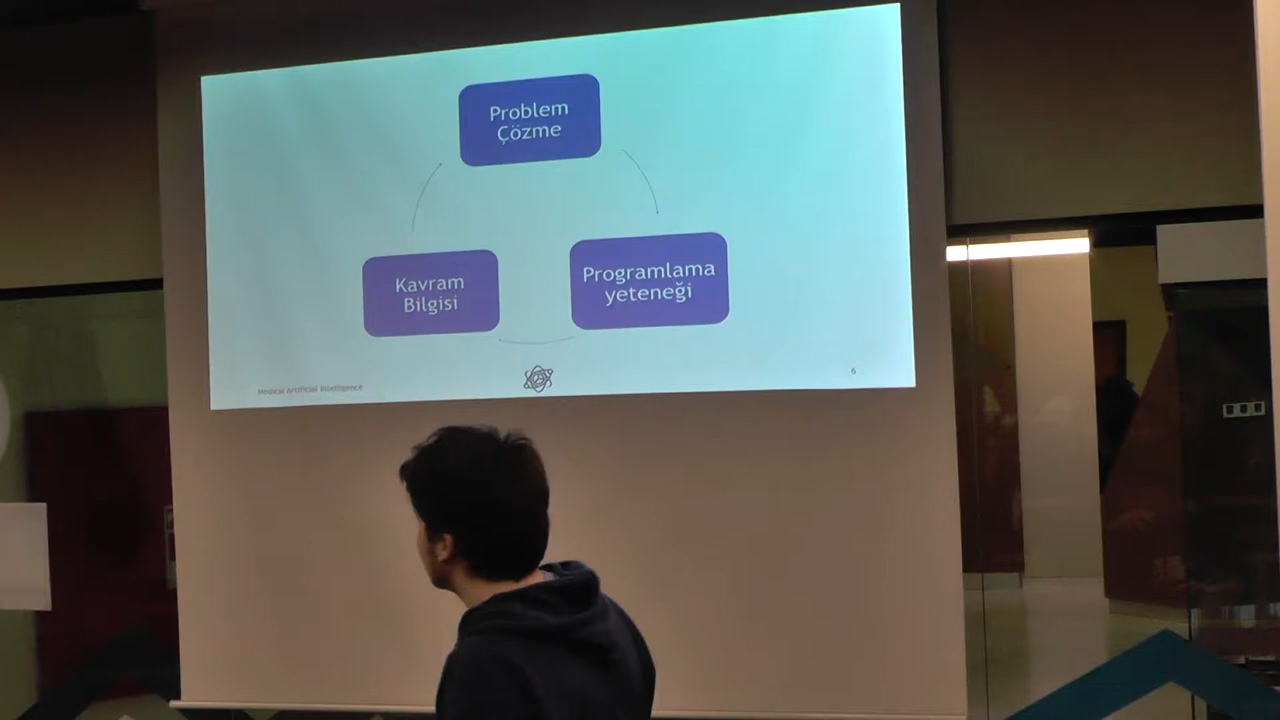 Problem
Çözme
Kavram
Bilgisi
Programlama
yeteneği
Medical Artificial Intelligence
6